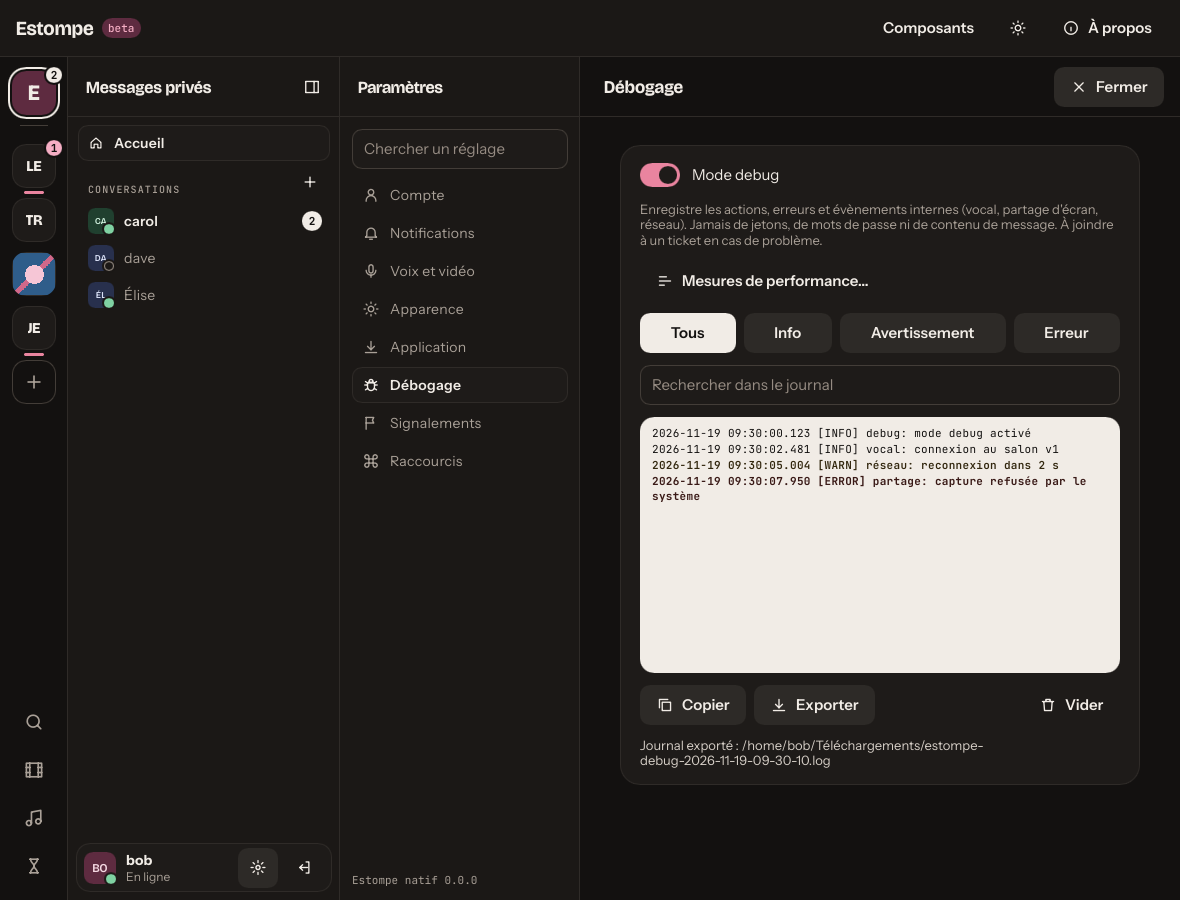 Estompe beta
Composants
À propos
E 2
LE 1
TR
JE
Messages privés
Accueil
CONVERSATIONS
CA carol 2
DA dave
ÉL Élise
BO bob
En ligne
Paramètres
Chercher un réglage
Compte
Notifications
Voix et vidéo
Apparence
Application
Débogage
Signalements
Raccourcis
Estompe natif 0.0.0
Débogage
Fermer
Mode debug
Enregistre les actions, erreurs et évènements internes (vocal, partage d'écran,
réseau). Jamais de jetons, de mots de passe ni de contenu de message. À joindre
à un ticket en cas de problème.
Mesures de performance…
Tous Info Avertissement Erreur
Rechercher dans le journal
2026-11-19 09:30:00.123 [INFO] debug: mode debug activé
2026-11-19 09:30:02.481 [INFO] vocal: connexion au salon v1
2026-11-19 09:30:05.004 [WARN] réseau: reconnexion dans 2 s
2026-11-19 09:30:07.950 [ERROR] partage: capture refusée par le
système
Copier Exporter Vider
Journal exporté : /home/bob/Téléchargements/estompe-
debug-2026-11-19-09-30-10.log